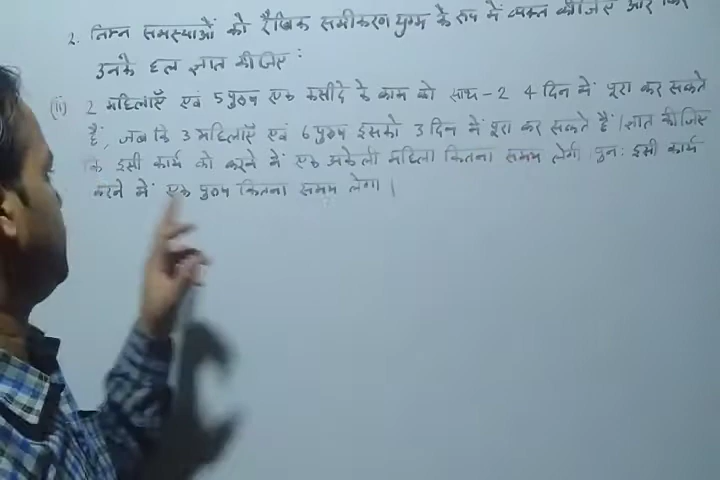 2. निम्न समस्याओं को रैखिक समीकरण युग्म के रूप में व्यक्त कीजिए और फिर
उनके हल ज्ञात कीजिए :
(ii) 2 महिलाएँ एवं 5 पुरुष एक कसीदे के काम को साथ-2 4 दिन में पूरा कर सकते
हैं, जब कि 3 महिलाएँ एवं 6 पुरुष इसको 3 दिन में पूरा कर सकते हैं। ज्ञात कीजिए
कि इसी कार्य को करने में एक अकेली महिला कितना समय लेगी। पुनः इसी कार्य
करने में एक पुरुष कितना समय लेगा।